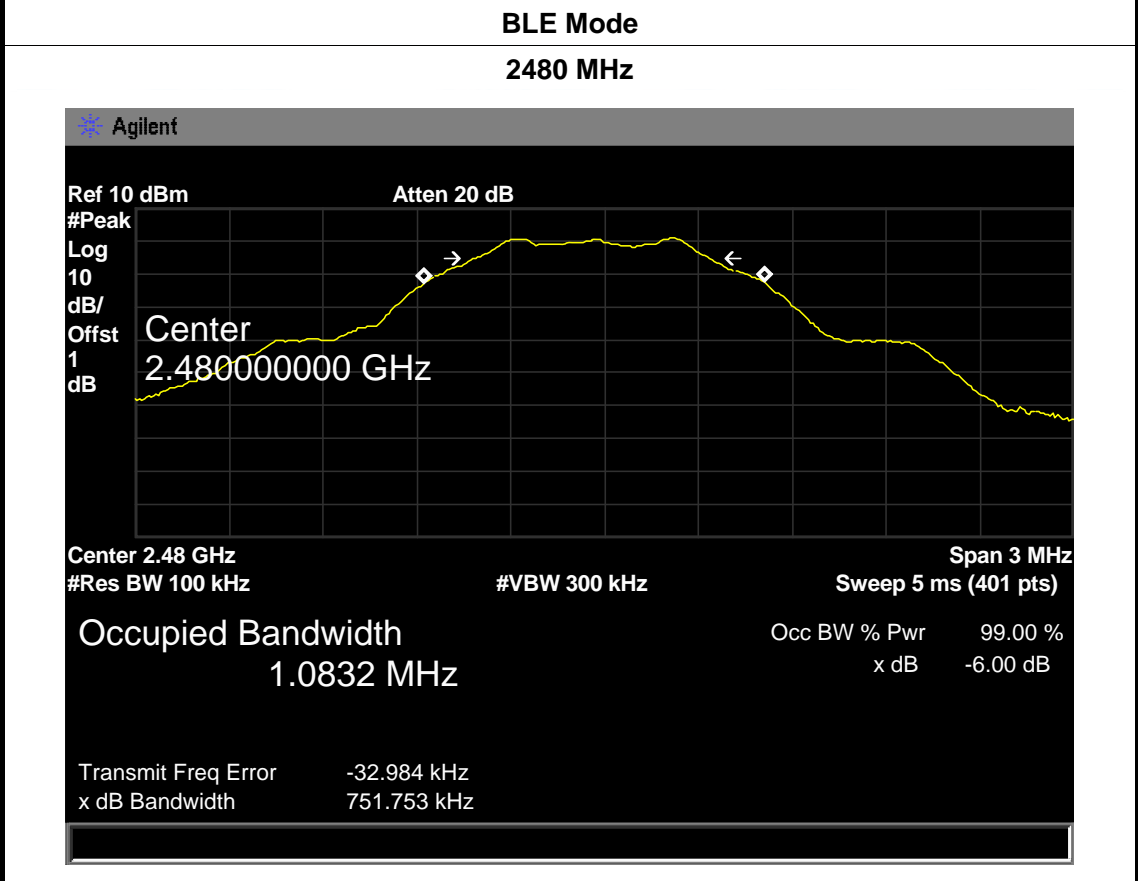 BLE Mode
2480 MHz
Agilent
Ref 10 dBm Atten 20 dB
#Peak
Log
10
dB/
Offst
1
dB
Center
2.480000000 GHz
Center 2.48 GHz Span 3 MHz
#Res BW 100 kHz #VBW 300 kHz Sweep 5 ms (401 pts)
Occupied Bandwidth Occ BW % Pwr 99.00 %
1.0832 MHz x dB -6.00 dB
Transmit Freq Error -32.984 kHz
x dB Bandwidth 751.753 kHz